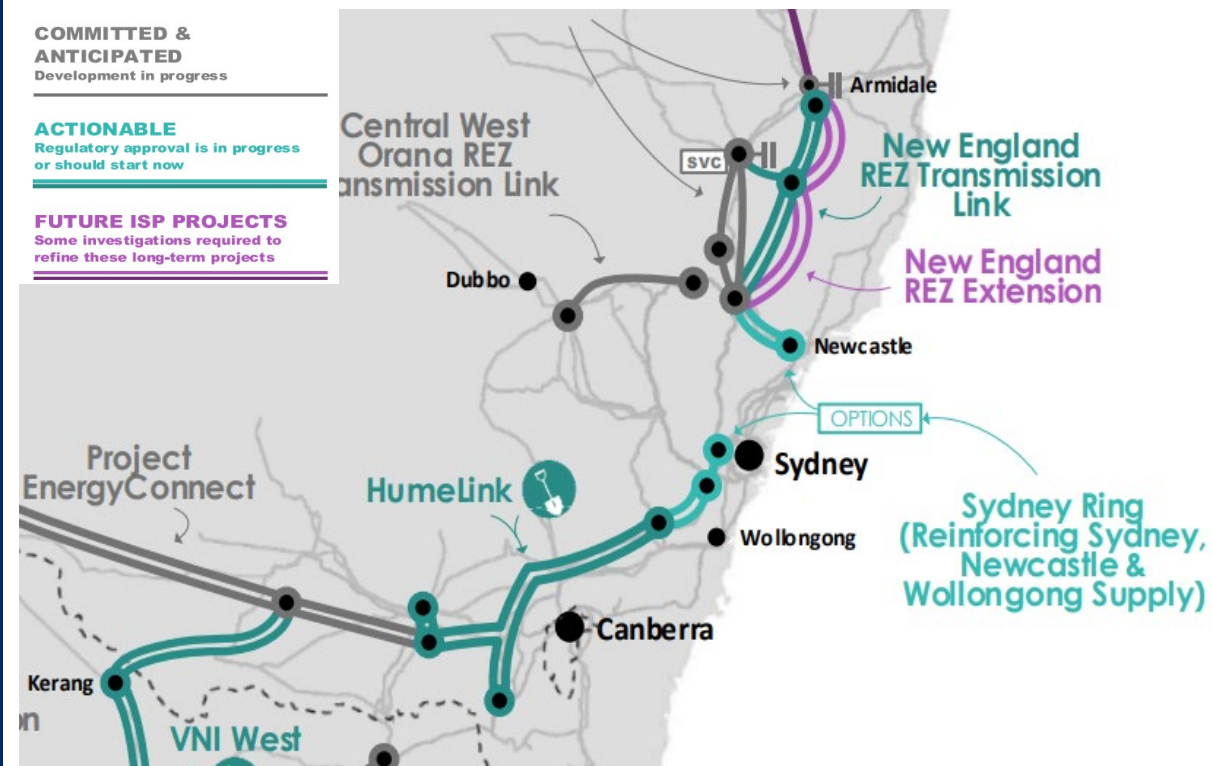 COMMITTED &
ANTICIPATED
Development in progress
ACTIONABLE
Regulatory approval is in progress
or should start now
FUTURE ISP PROJECTS
Some investigations required to
refine these long-term projects
Armidale
Central West
Orana REZ
ansmission Link
svc
New England
REZ Transmission
Link
New England
REZ Extension
Dubbo
Newcastle
OPTIONS
Project
EnergyConnect
HumeLink
Sydney
Sydney Ring
(Reinforcing Sydney,
Newcastle &
Wollongong Supply)
Wollongong
Canberra
Kerang
on
VNI West